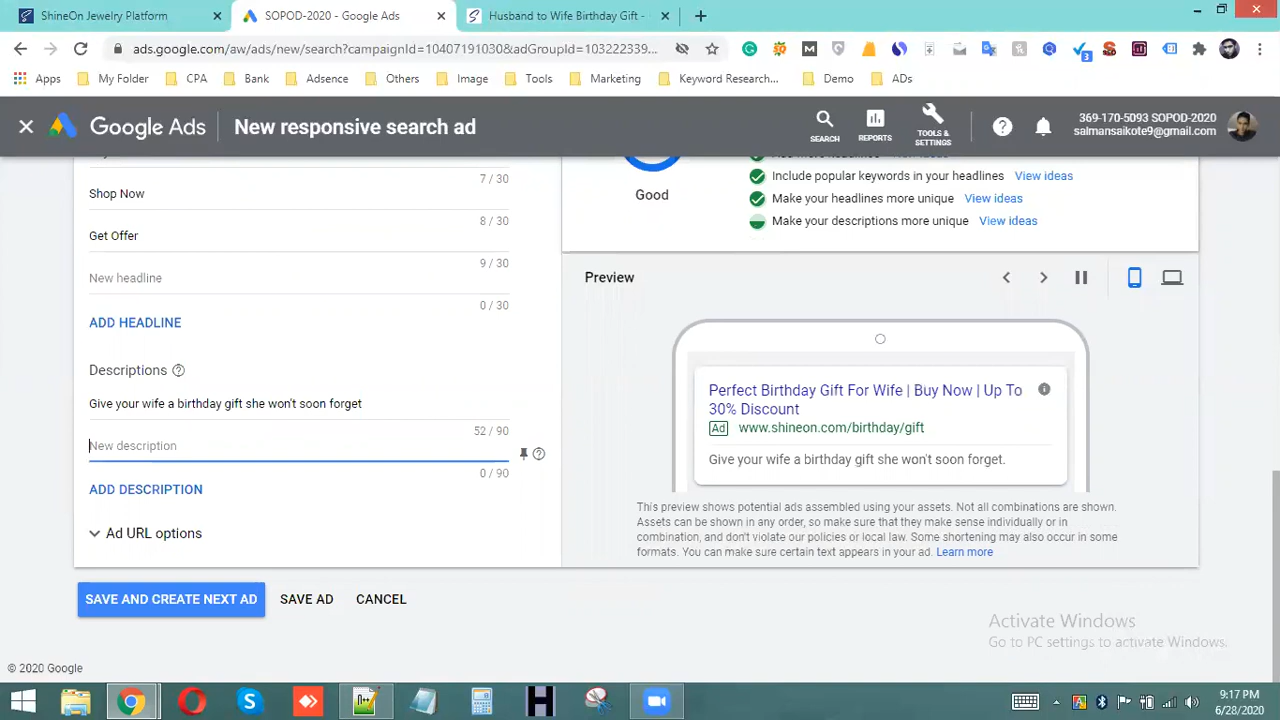 ShineOn Jewelry Platform
SOPOD-2020 - Google Ads
Husband to Wife Birthday Gift -
ads.google.com/aw/ads/new/search?campaignId=10407191030&adGroupId=103222339...
Apps
My Folder
CPA
Bank
Adsence
Others
Image
Tools
Marketing
Keyword Research...
Demo
ADs
Google Ads
New responsive search ad
SEARCH
REPORTS
TOOLS &
SETTINGS
369-170-5093 SOPOD-2020
salmansaikote9@gmail.com
7 / 30
Shop Now
8 / 30
Get Offer
9 / 30
New headline
0 / 30
ADD HEADLINE
Descriptions
Give your wife a birthday gift she won't soon forget
52 / 90
New description
0 / 90
ADD DESCRIPTION
Ad URL options
Good
View ideas
Include popular keywords in your headlines View ideas
Make your headlines more unique View ideas
Make your descriptions more unique View ideas
Preview
Perfect Birthday Gift For Wife | Buy Now | Up To
30% Discount
Ad www.shineon.com/birthday/gift
Give your wife a birthday gift she won't soon forget.
This preview shows potential ads assembled using your assets. Not all combinations are shown.
Assets can be shown in any order, so make sure that they make sense individually or in
combination, and don't violate our policies or local law. Some shortening may also occur in some
formats. You can make sure certain text appears in your ad. Learn more
SAVE AND CREATE NEXT AD
SAVE AD
CANCEL
Activate Windows
Go to PC settings to activate Windows.
© 2020 Google
9:17 PM
6/28/2020